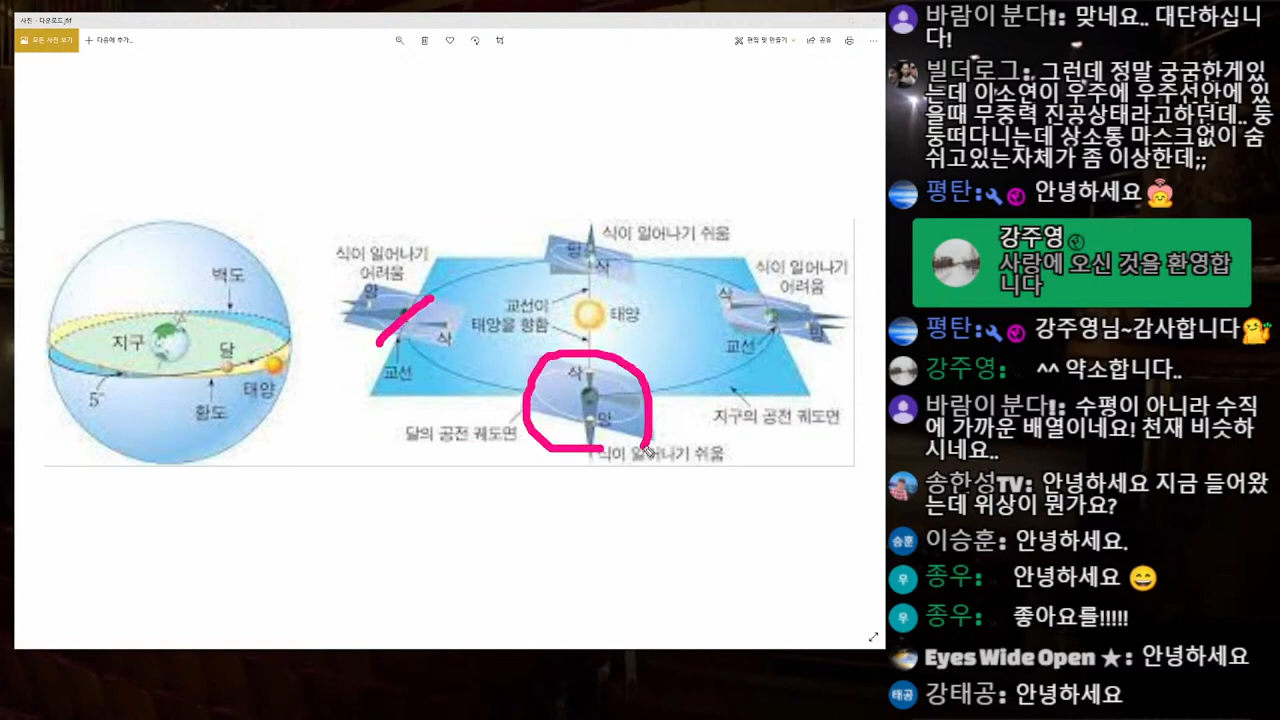 사진 - 다운로드.jfif
모든 사진 보기
다음에 추가...
편집 및 만들기
공유
백도
지구
달
태양
5°
황도
식이 일어나기
어려움
망
삭
교선
달의 공전 궤도면
교선이
태양을 향함
태양
식이 일어나기 쉬움
망
삭
삭
망
식이 일어나기 쉬움
식이 일어나기
어려움
삭
망
교선
지구의 공전 궤도면
바람이 분다!: 맞네요.. 대단하십니
다!
빌더로그: 그런데 정말 궁궁한게있
는데 이소연이 우주에 우주선안에 있
을때 무중력 진공상태라고하던데.. 둥
둥떠다니는데 상소통 마스크없이 숨
쉬고있는자체가 좀 이상한데;;
평탄: 안녕하세요
강주영
사랑에 오신 것을 환영합
니다
평탄: 강주영님~감사합니다
강주영: ^^ 약소합니다..
바람이 분다!: 수평이 아니라 수직
에 가까운 배열이네요! 천재 비슷하
시네요..
송한성TV: 안녕하세요 지금 들어왔
는데 위상이 뭔가요?
승훈
이승훈: 안녕하세요.
우
종우: 안녕하세요
우
종우: 좋아요를!!!!!
Eyes Wide Open ★: 안녕하세요
태공
강태공: 안녕하세요